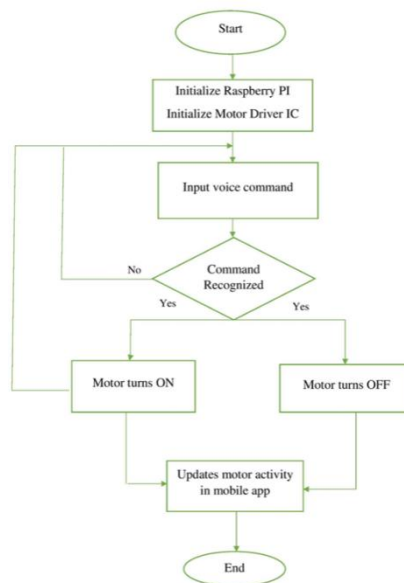 Start
Initialize Raspberry PI
Initialize Motor Driver IC
Input voice command
Command
Recognized
No
Yes
Yes
Motor turns ON
Motor turns OFF
Updates motor activity
in mobile app
End